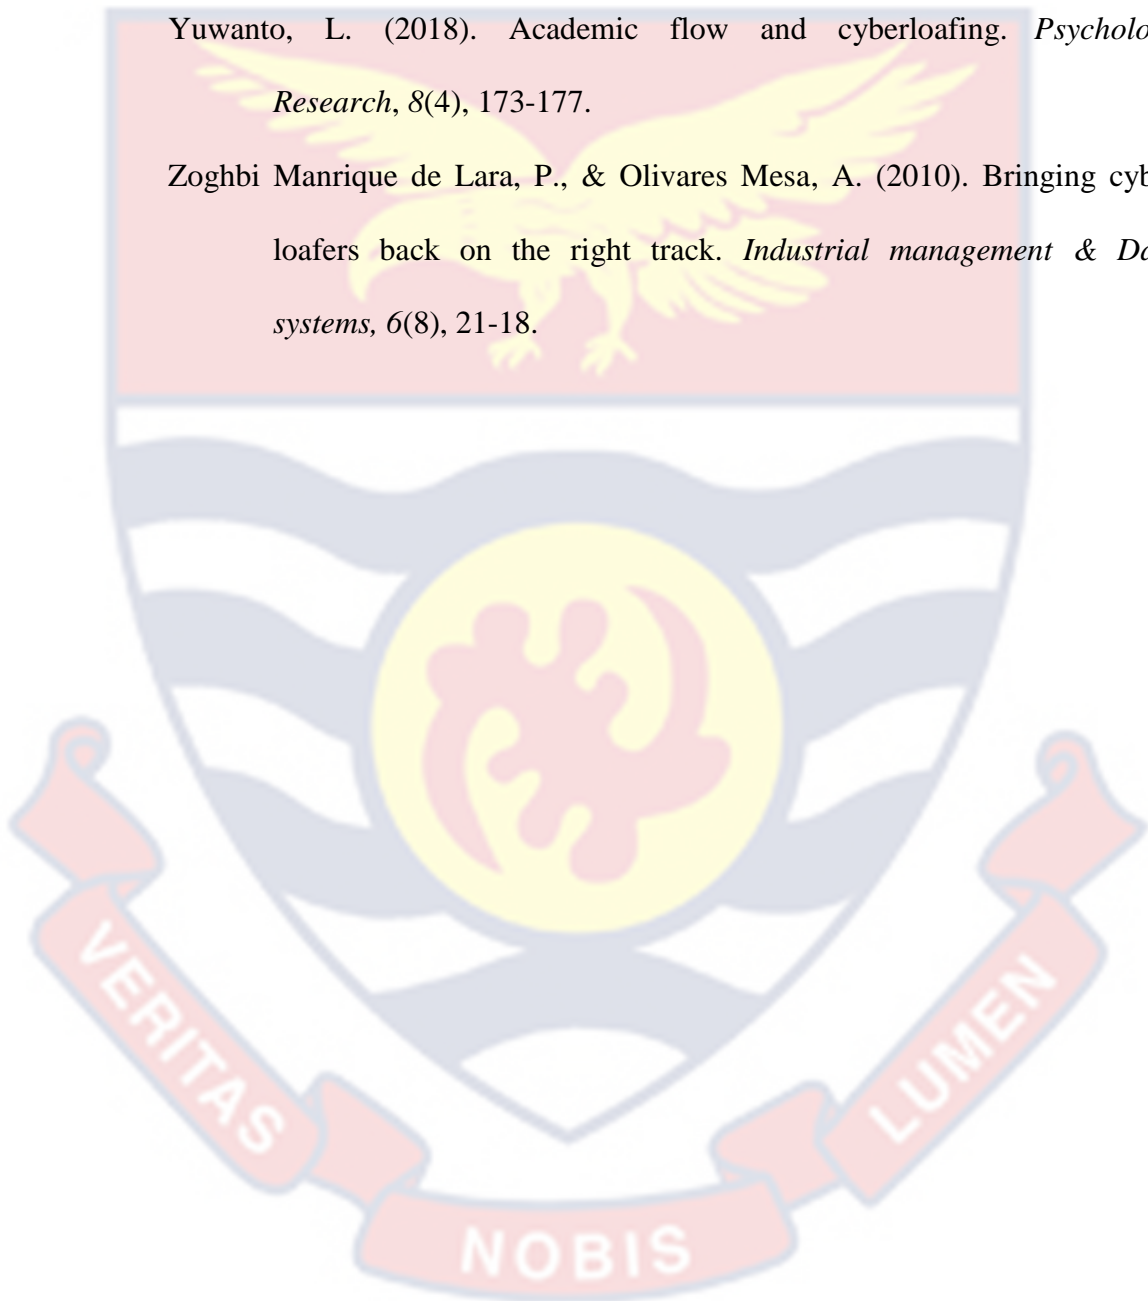 Yuwanto, L. (2018). Academic flow and cyberloafing. Psycholo
Research, 8(4), 173-177.
Zoghbi Manrique de Lara, P., & Olivares Mesa, A. (2010). Bringing cyb
loafers back on the right track. Industrial management & Da
systems, 6(8), 21-18.
VERITAS
NOBIS
LUMEN